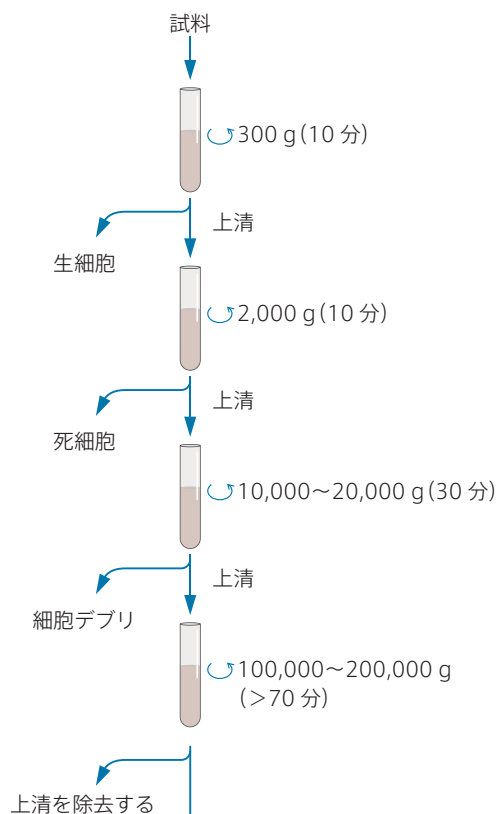 試料
300 g(10 分)
上清
生細胞
2,000 g(10 分)
上清
死細胞
10,000～20,000 g(30 分)
上清
細胞デブリ
100,000～200,000 g
(＞70 分)
上清を除去する